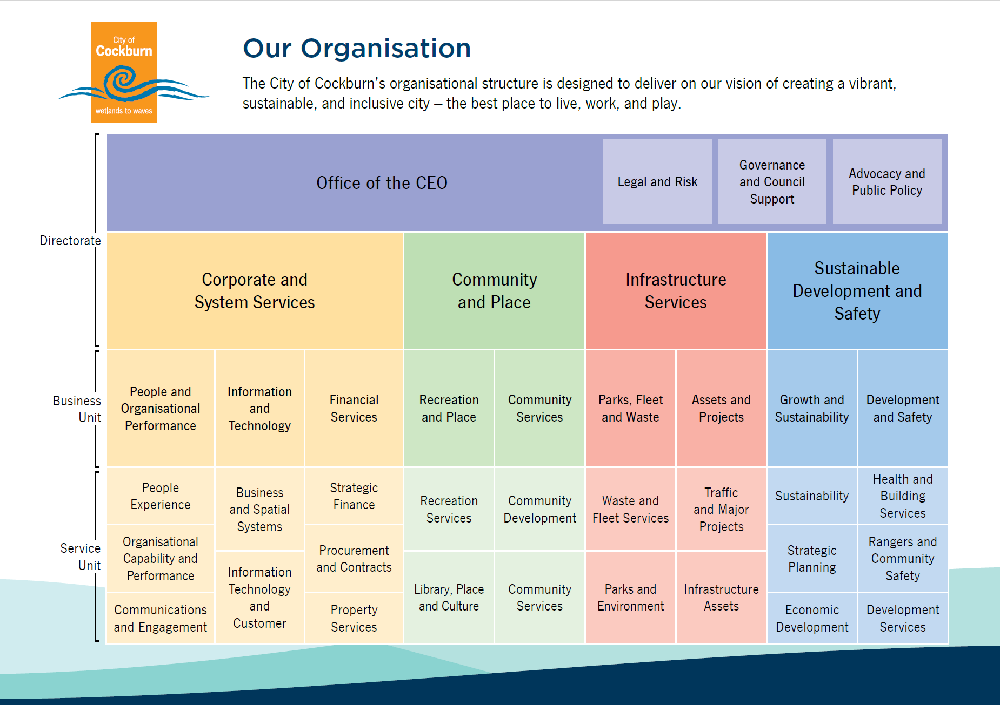 City of
Cockburn
wetlands to waves
Our Organisation
The City of Cockburn’s organisational structure is designed to deliver on our vision of creating a vibrant,
sustainable, and inclusive city – the best place to live, work, and play.
Directorate
Office of the CEO
Legal and Risk
Governance
and Council
Support
Advocacy and
Public Policy
Corporate and
System Services
Community
and Place
Infrastructure
Services
Sustainable
Development and
Safety
Business
Unit
People and
Organisational
Performance
Information
and
Technology
Financial
Services
Recreation
and Place
Community
Services
Parks, Fleet
and Waste
Assets and
Projects
Growth and
Sustainability
Development
and Safety
Service
Unit
People
Experience
Organisational
Capability and
Performance
Communications
and Engagement
Business
and Spatial
Systems
Information
Technology
and
Customer
Strategic
Finance
Procurement
and Contracts
Property
Services
Recreation
Services
Library, Place
and Culture
Community
Development
Community
Services
Waste and
Fleet Services
Parks and
Environment
Traffic
and Major
Projects
Infrastructure
Assets
Sustainability
Strategic
Planning
Economic
Development
Health and
Building
Services
Rangers and
Community
Safety
Development
Services